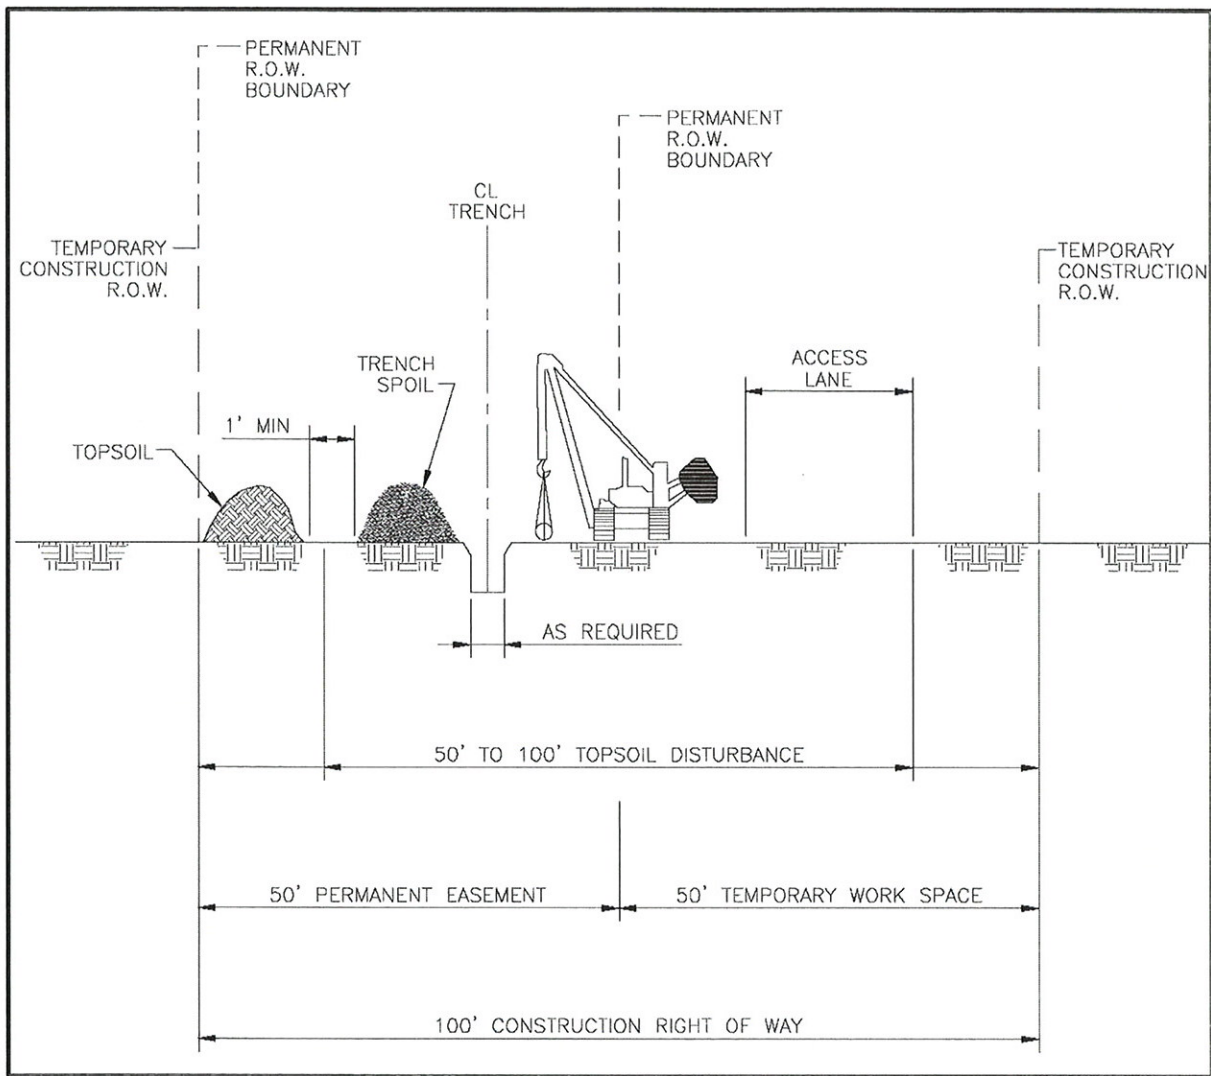 PERMANENT
R.O.W.
BOUNDARY
PERMANENT
R.O.W.
BOUNDARY
CL
TRENCH
TEMPORARY
CONSTRUCTION
R.O.W.
TEMPORARY
CONSTRUCTION
R.O.W.
TRENCH
SPOIL
ACCESS
LANE
1' MIN
TOPSOIL
AS REQUIRED
50' TO 100' TOPSOIL DISTURBANCE
50' PERMANENT EASEMENT
50' TEMPORARY WORK SPACE
100' CONSTRUCTION RIGHT OF WAY